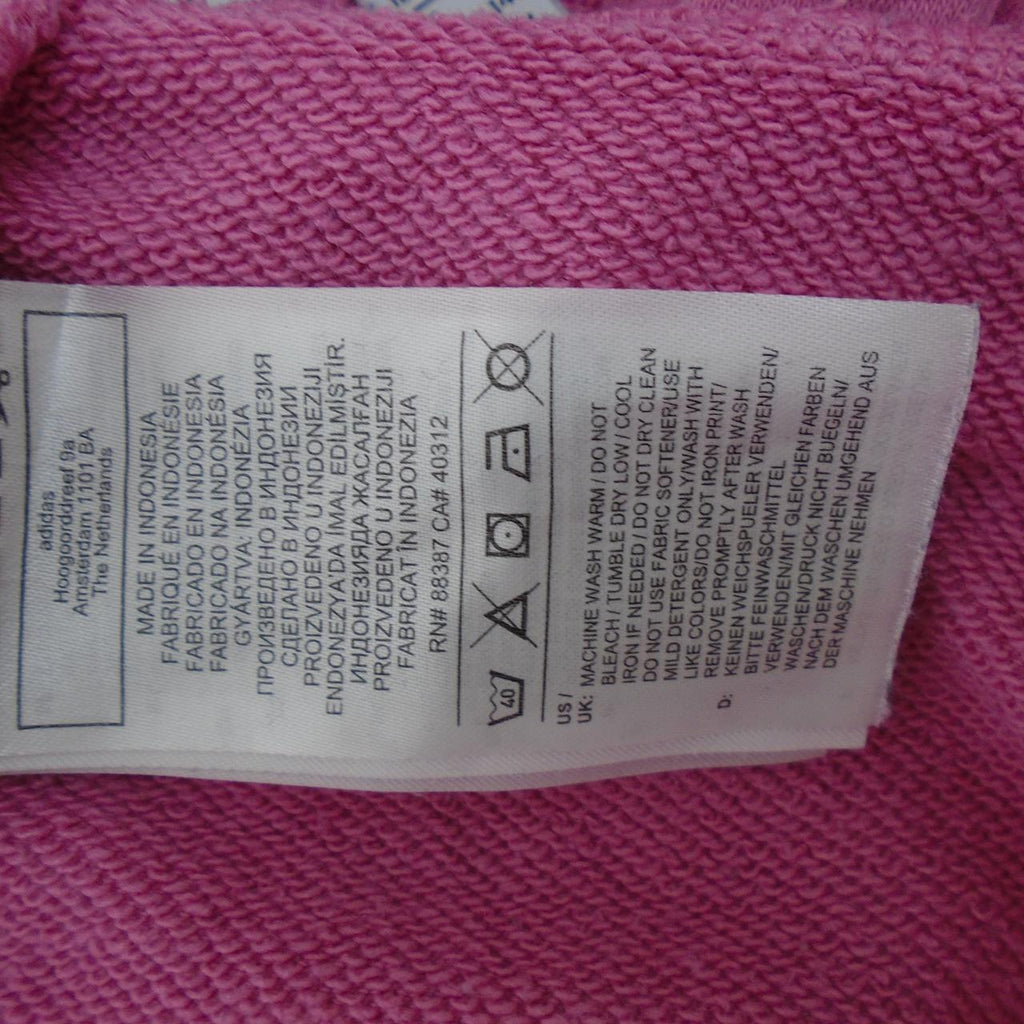 adidas
Hoogoorddreef 9a
Amsterdam 1101 BA
The Netherlands
MADE IN INDONESIA
FABRIQUÉ EN INDONÉSIE
FABRICADO EN INDONESIA
FABRICADO NA INDONÉSIA
GYÁRTVA: INDONÉZIA
ПРОИЗВЕДЕНО В ИНДОНЕЗИЯ
СДЕЛАНО В ИНДОНЕЗИИ
PROIZVEDENO U INDONEZIJI
ENDONEZYA'DA İMAL EDİLMİŞTİR.
ИНДОНЕЗИЯДА ЖАСАЛҒАН
PROIZVEDENO U INDONEZIJI
FABRICAT ÎN INDONEZIA
RN# 88387 CA# 40312
40
US /
UK: MACHINE WASH WARM / DO NOT
BLEACH / TUMBLE DRY LOW / COOL
IRON IF NEEDED / DO NOT DRY CLEAN
DO NOT USE FABRIC SOFTENER/USE
MILD DETERGENT ONLY/WASH WITH
LIKE COLORS/DO NOT IRON PRINT/
REMOVE PROMPTLY AFTER WASH
D: KEINEN WEICHSPUELER VERWENDEN/
BITTE FEINWASCHMITTEL
VERWENDEN/MIT GLEICHEN FARBEN
WASCHEN/DRUCK NICHT BUEGELN/
NACH DEM WASCHEN UMGEHEND AUS
DER MASCHINE NEHMEN